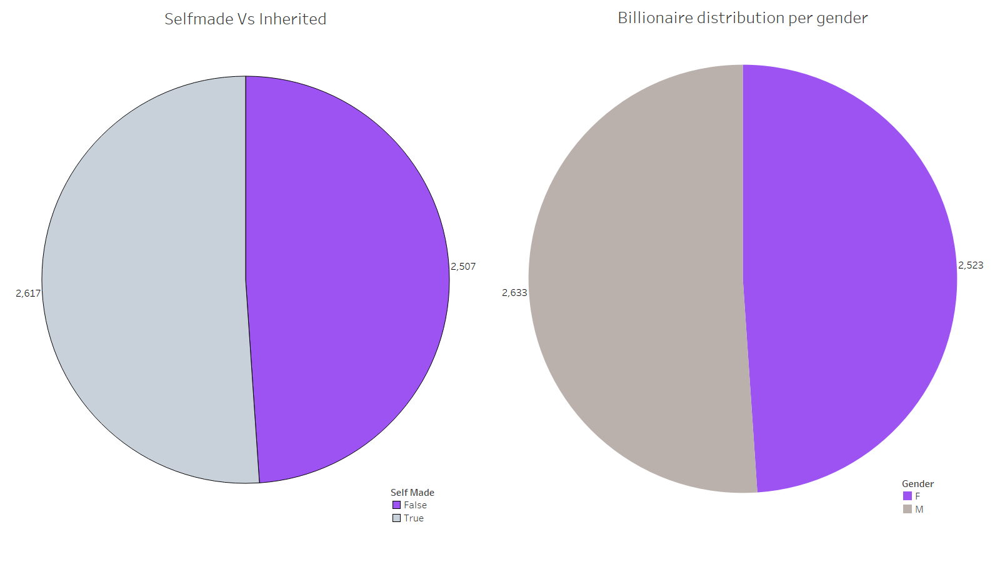 Selfmade Vs Inherited
2,507
2,617
Self Made
False
True
Billionaire distribution per gender
2,523
2,633
Gender
F
M